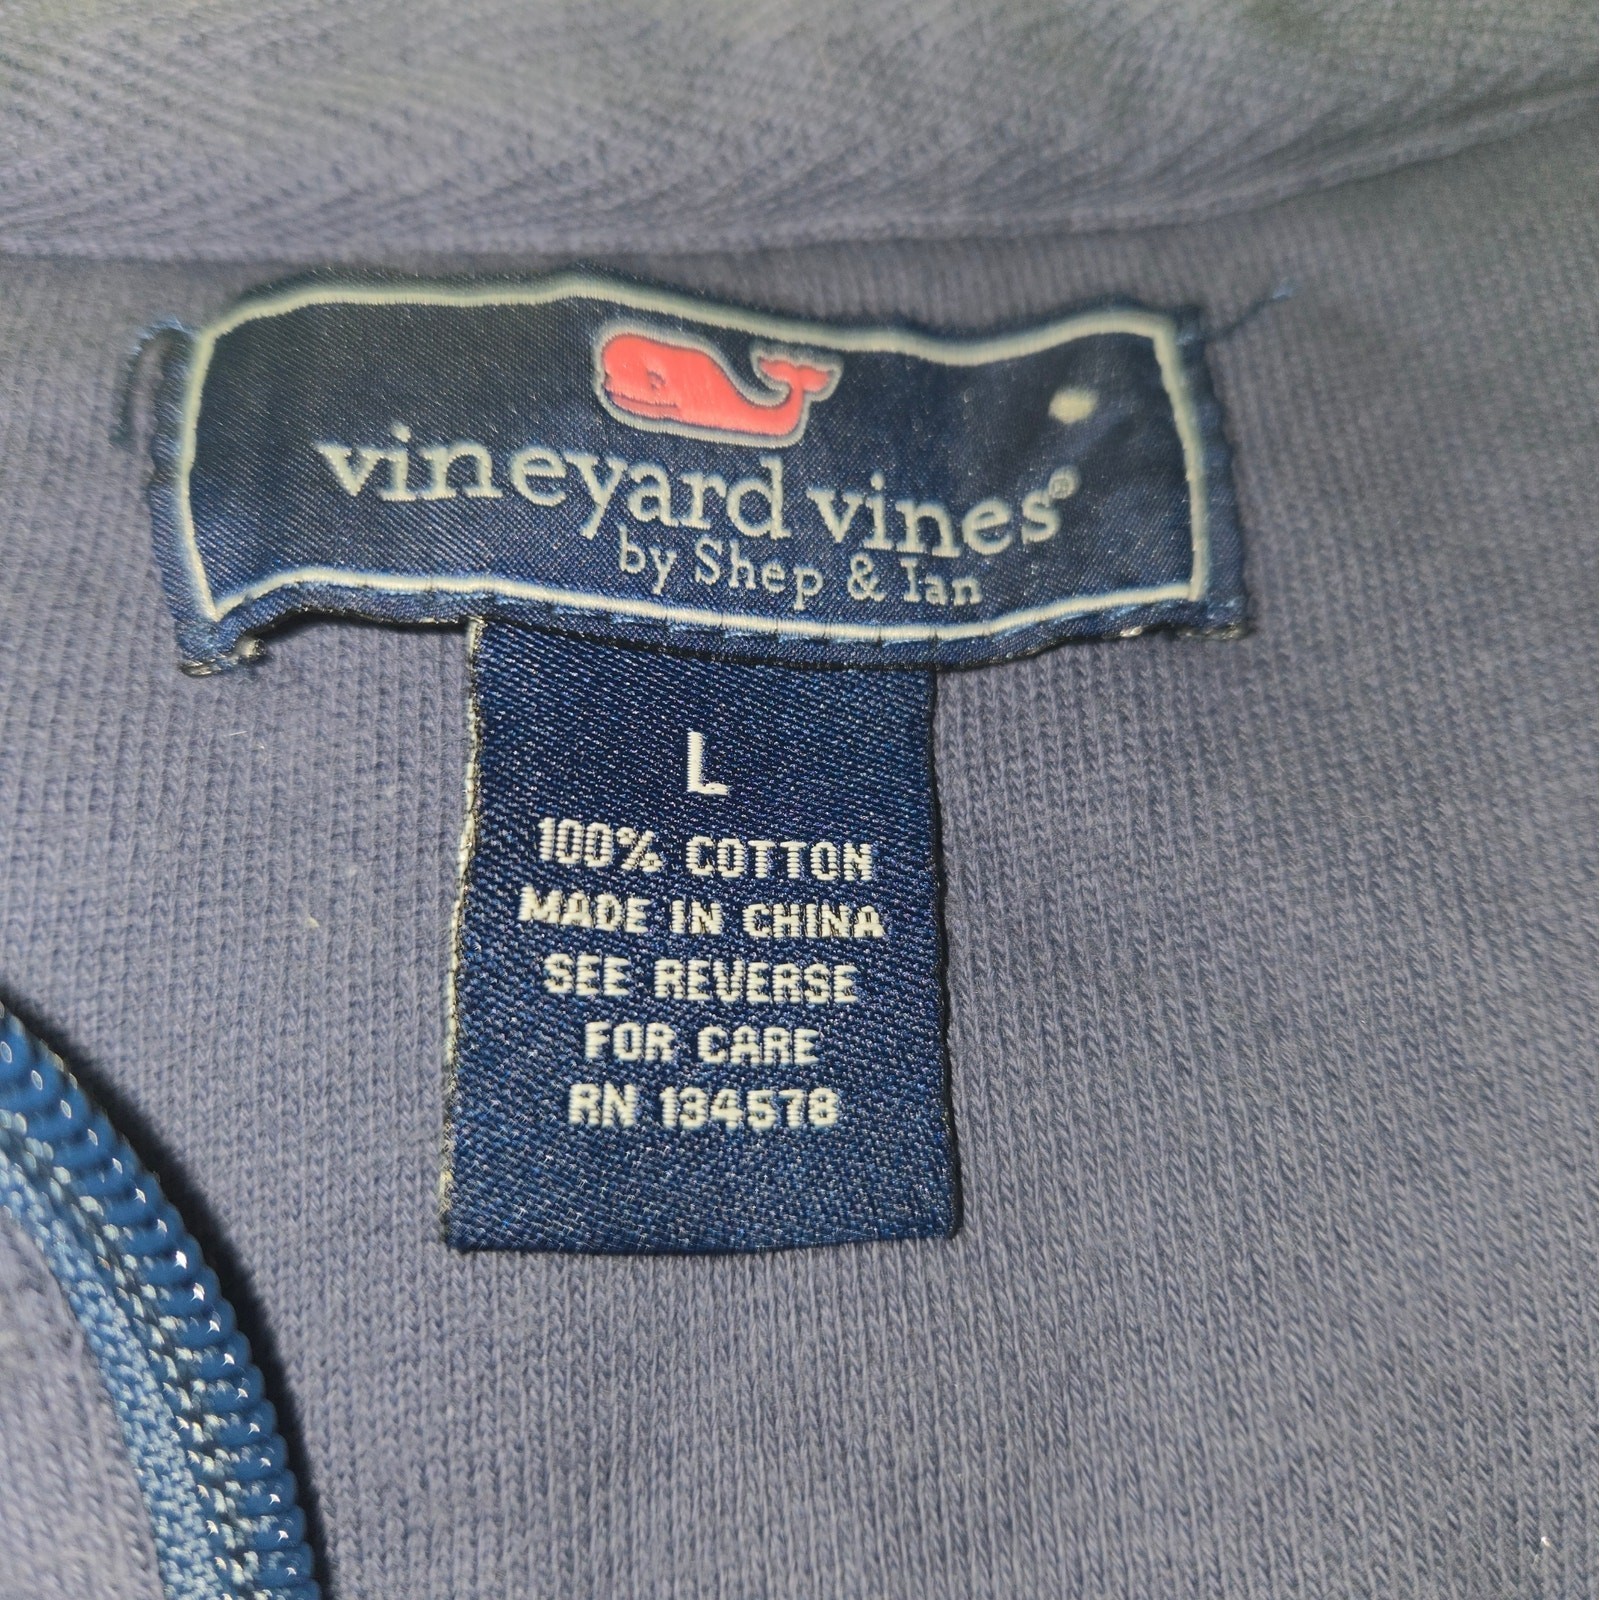 vineyard vines®
by Shep & Ian
L
100% COTTON
MADE IN CHINA
SEE REVERSE
FOR CARE
RN 134578